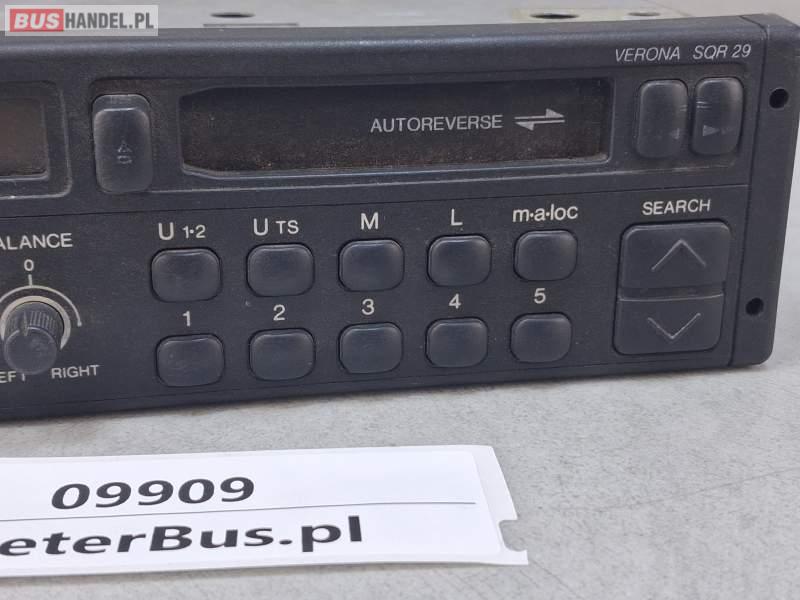 BUSHANDEL.PL
VERONA SQR 29
AUTOREVERSE
ALANCE
0
EFT RIGHT
U 1·2 U TS M L m·a·loc
SEARCH
1 2 3 4 5
09909
eterBus.pl